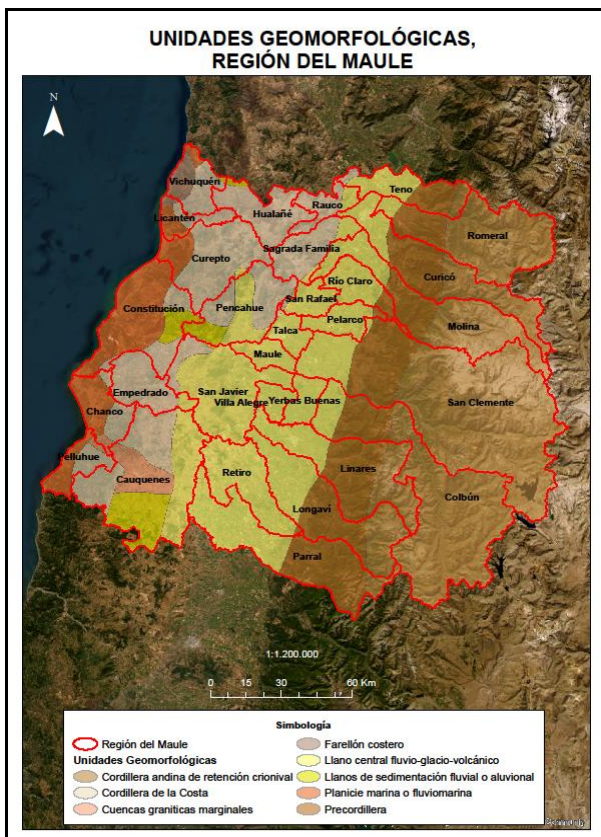 UNIDADES GEOMORFOLÓGICAS,
REGIÓN DEL MAULE
N
Vichuquén
Teno
Rauco
Hualañé
Licantén
Romeral
Sagrada Familia
Curepto
Curicó
Río Claro
Constitución
Pencahue
San Rafael
Molina
Pelarco
Talca
Maule
Empedrado
San Javier
Villa Alegre
Yerbas Buenas
San Clemente
Chanco
Pelluhue
Cauquenes
Retiro
Linares
Colbún
Longaví
Parral
1:1.200.000
0 15 30 60 Km
Simbología
Región del Maule
Unidades Geomorfológicas
Cordillera andina de retención crionival
Cordillera de la Costa
Cuencas graniticas marginales
Farellón costero
Llano central fluvio-glacio-volcánico
Llanos de sedimentación fluvial o aluvional
Planicie marina o fluviomarina
Precordillera